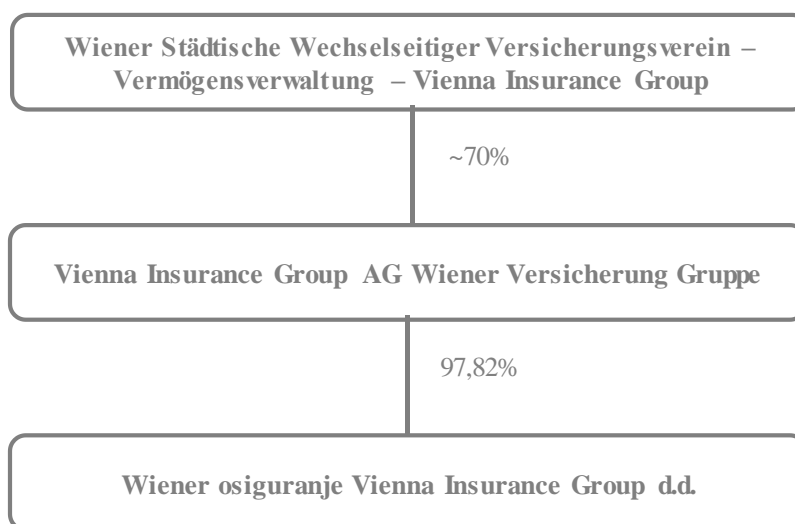 Wiener Städtische Wechselseitiger Versicherungsverein –
Vermögensverwaltung – Vienna Insurance Group
~70%
Vienna Insurance Group AG Wiener Versicherung Gruppe
97,82%
Wiener osiguranje Vienna Insurance Group d.d.